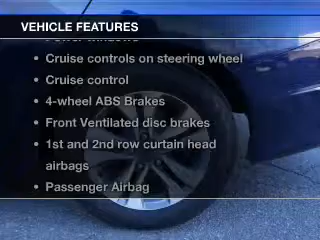 VEHICLE FEATURES
• Cruise controls on steering wheel
• Cruise control
• 4-wheel ABS Brakes
• Front Ventilated disc brakes
• 1st and 2nd row curtain head
airbags
• Passenger Airbag